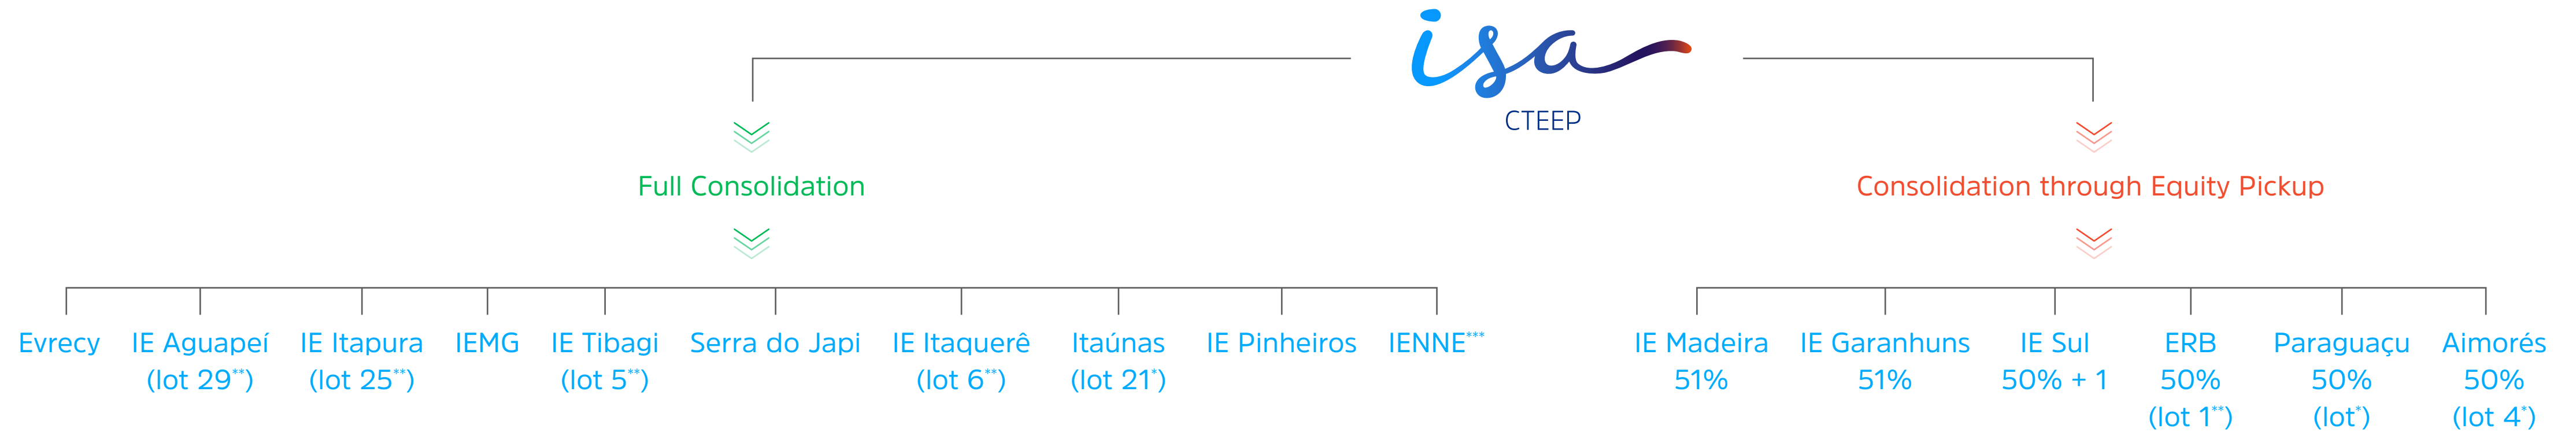 isa
CTEEP
Full Consolidation
Consolidation through Equity Pickup
Evrecy
IE Aguapeí
(lot 29**)
IE Itapura
(lot 25**)
IEMG
IE Tibagi
(lot 5**)
Serra do Japi
IE Itaquerê
(lot 6**)
Itaúnas
(lot 21*)
IE Pinheiros
IENNE***
IE Madeira
51%
IE Garanhuns
51%
IE Sul
50% + 1
ERB
50%
(lot 1**)
Paraguaçu
50%
(lot*)
Aimorés
50%
(lot 4*)